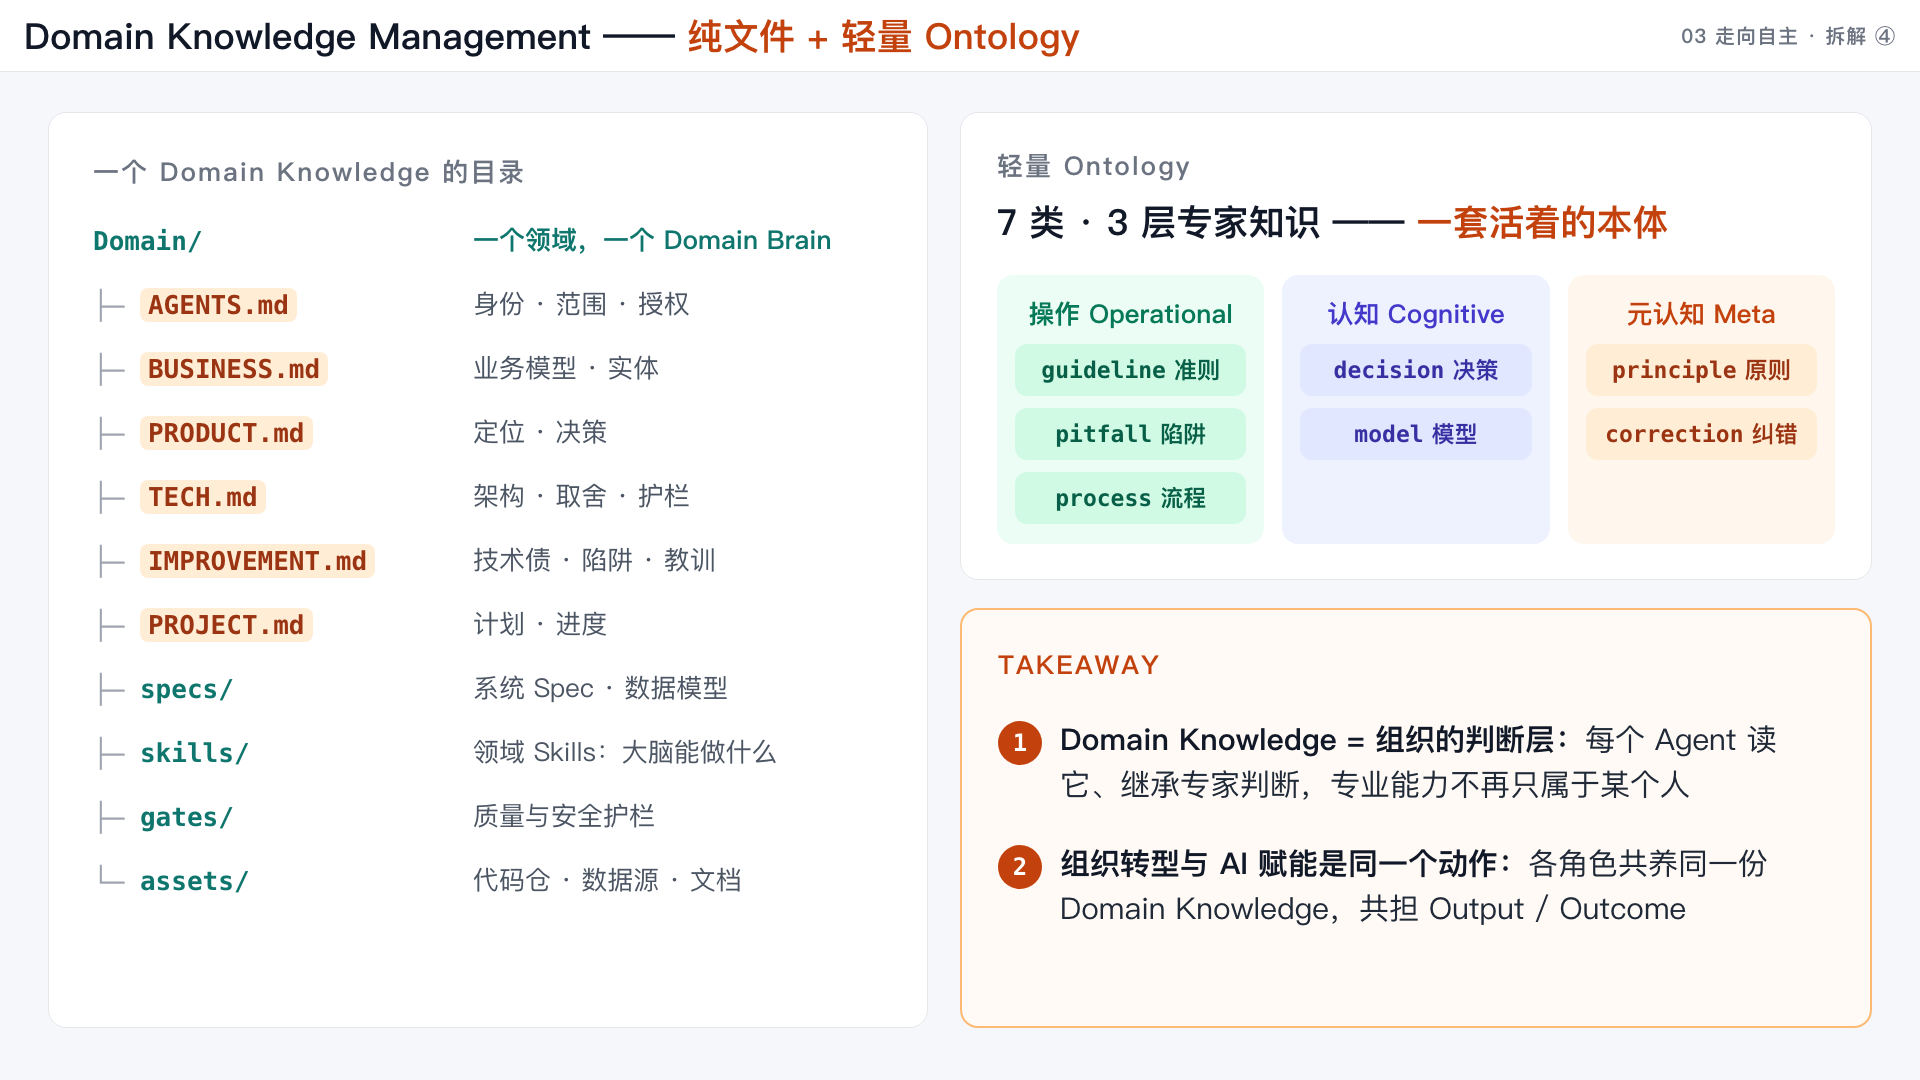 Domain Knowledge Management —— 纯文件 + 轻量 Ontology
03 走向自主 · 拆解 ④
一个 Domain Knowledge 的目录
Domain/ 一个领域，一个 Domain Brain
├─ AGENTS.md 身份 · 范围 · 授权
├─ BUSINESS.md 业务模型 · 实体
├─ PRODUCT.md 定位 · 决策
├─ TECH.md 架构 · 取舍 · 护栏
├─ IMPROVEMENT.md 技术债 · 陷阱 · 教训
├─ PROJECT.md 计划 · 进度
├─ specs/ 系统 Spec · 数据模型
├─ skills/ 领域 Skills：大脑能做什么
├─ gates/ 质量与安全护栏
└─ assets/ 代码仓 · 数据源 · 文档
轻量 Ontology
7 类 · 3 层专家知识 —— 一套活着的本体
操作 Operational
guideline 准则
pitfall 陷阱
process 流程
认知 Cognitive
decision 决策
model 模型
元认知 Meta
principle 原则
correction 纠错
TAKEAWAY
1 Domain Knowledge = 组织的判断层：每个 Agent 读
它、继承专家判断，专业能力不再只属于某个人
2 组织转型与 AI 赋能是同一个动作：各角色共养同一份
Domain Knowledge，共担 Output / Outcome